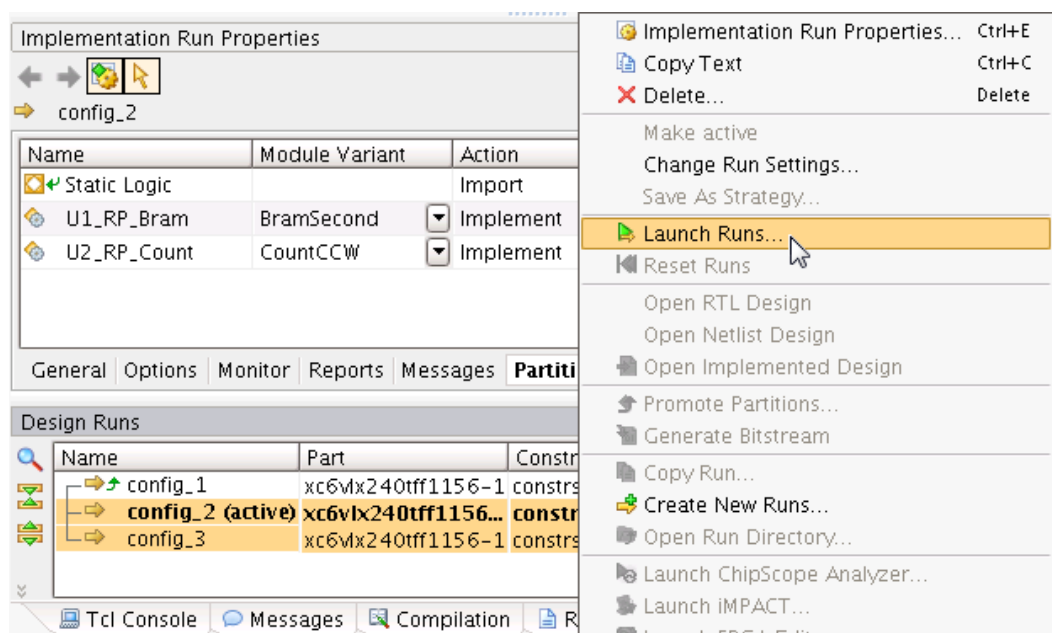 Implementation Run Properties
config_2
Name Module Variant Action
Static Logic Import
U1_RP_Bram BramSecond Implement
U2_RP_Count CountCCW Implement
General Options Monitor Reports Messages Partiti
Design Runs
Name Part Constr
config_1 xc6vlx240tff1156-1 constrs
config_2 (active) xc6vlx240tff1156... constr
config_3 xc6vlx240tff1156-1 constrs
Tcl Console Messages Compilation R
Implementation Run Properties... Ctrl+E
Copy Text Ctrl+C
Delete... Delete
Make active
Change Run Settings...
Save As Strategy...
Launch Runs...
Reset Runs
Open RTL Design
Open Netlist Design
Open Implemented Design
Promote Partitions...
Generate Bitstream
Copy Run...
Create New Runs...
Open Run Directory...
Launch ChipScope Analyzer...
Launch iMPACT...